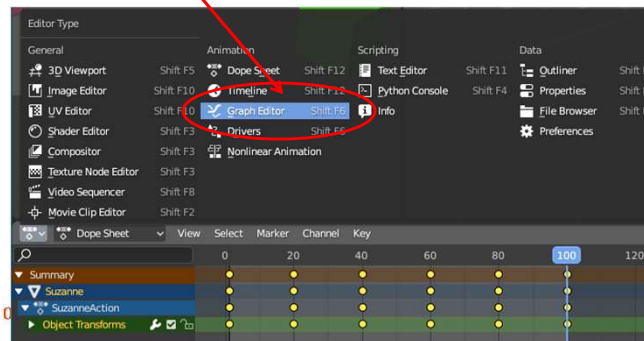 Editor Type
General Animation Scripting Data
3D Viewport Shift F5 Dope Sheet Shift F12 Text Editor Shift F11 Outliner Shift
Image Editor Shift F10 Timeline Shift F12 Python Console Shift F4 Properties Shift
UV Editor Shift F10 Graph Editor Shift F6 Info File Browser Shift
Shader Editor Shift F3 Drivers Shift F6 Preferences
Compositor Shift F3 Nonlinear Animation
Texture Node Editor Shift F3
Video Sequencer Shift F8
Movie Clip Editor Shift F2
Dope Sheet View Select Marker Channel Key
0 20 40 60 80 100 120
Summary
Suzanne
SuzanneAction
Object Transforms